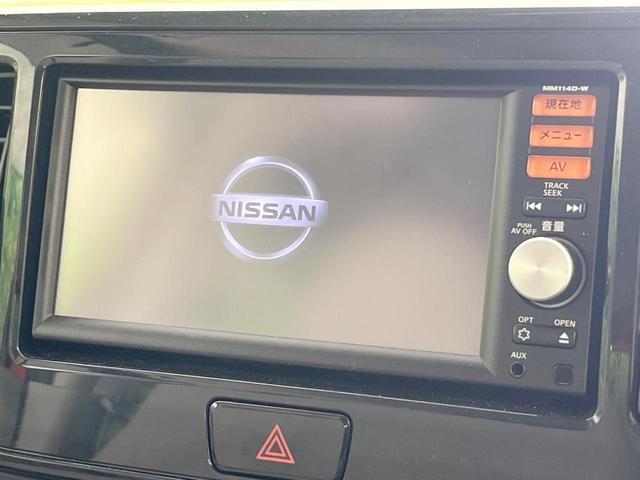 MM114D-W
現在地
メニュー
AV
TRACK
SEEK
PUSH
AV OFF
音量
NISSAN
OPT
OPEN
AUX